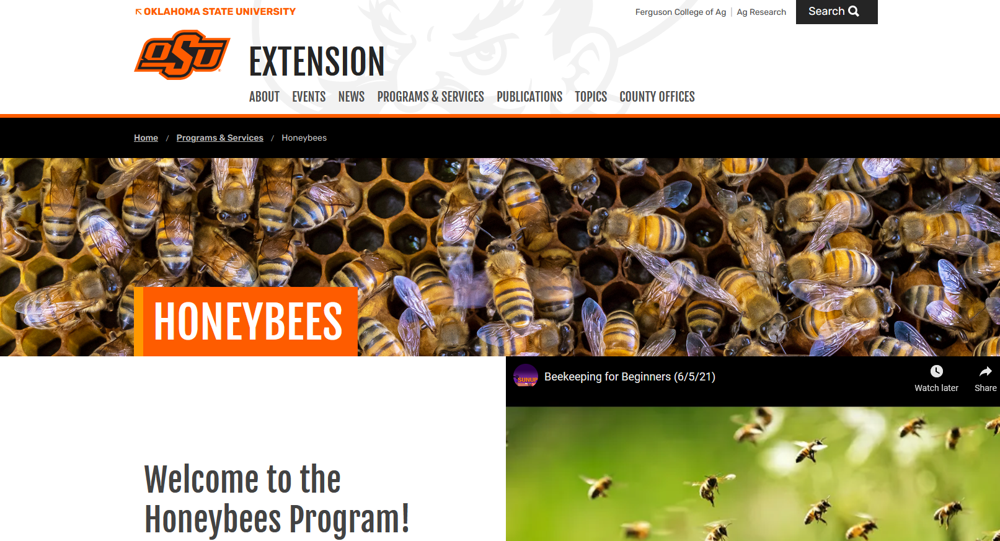 OKLAHOMA STATE UNIVERSITY
Ferguson College of Ag | Ag Research
Search
OSU
EXTENSION
ABOUT EVENTS NEWS PROGRAMS & SERVICES PUBLICATIONS TOPICS COUNTY OFFICES
Home / Programs & Services / Honeybees
HONEYBEES
SUNUP
Beekeeping for Beginners (6/5/21)
Watch later
Share
Welcome to the
Honeybees Program!